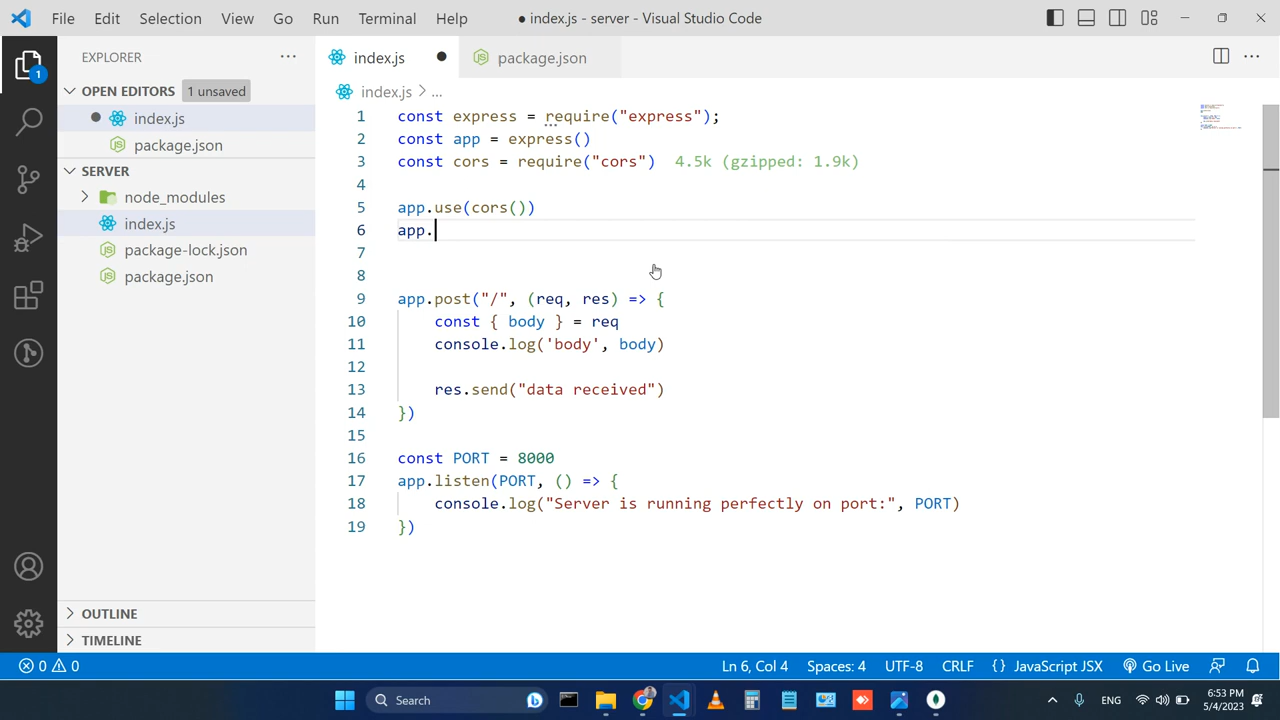 File Edit Selection View Go Run Terminal Help
● index.js - server - Visual Studio Code
EXPLORER
1
OPEN EDITORS 1 unsaved
index.js
package.json
SERVER
node_modules
index.js
package-lock.json
package.json
OUTLINE
TIMELINE
index.js
package.json
index.js > ...
1 const express = require("express");
2 const app = express()
3 const cors = require("cors") 4.5k (gzipped: 1.9k)
4
5 app.use(cors())
6 app.
7
8
9 app.post("/", (req, res) => {
10 const { body } = req
11 console.log('body', body)
12
13 res.send("data received")
14 })
15
16 const PORT = 8000
17 app.listen(PORT, () => {
18 console.log("Server is running perfectly on port:", PORT)
19 })
0 0
Ln 6, Col 4 Spaces: 4 UTF-8 CRLF {} JavaScript JSX Go Live
Search
ENG
6:53 PM
5/4/2023